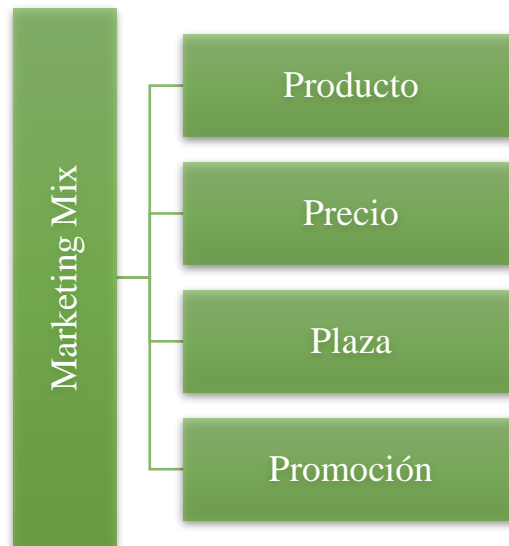 Marketing Mix
Producto
Precio
Plaza
Promoción